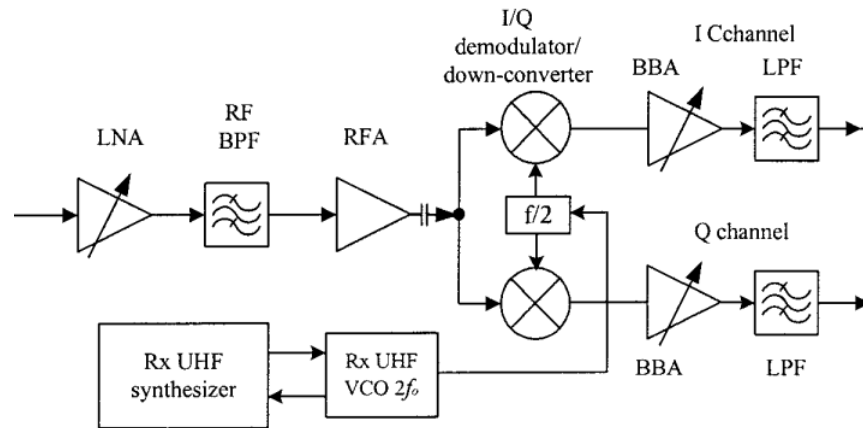 I/Q
demodulator/
down-converter
I Cchannel
BBA
LPF
RF
BPF
LNA
RFA
f/2
Q channel
Rx UHF
synthesizer
Rx UHF
VCO 2fo
BBA
LPF